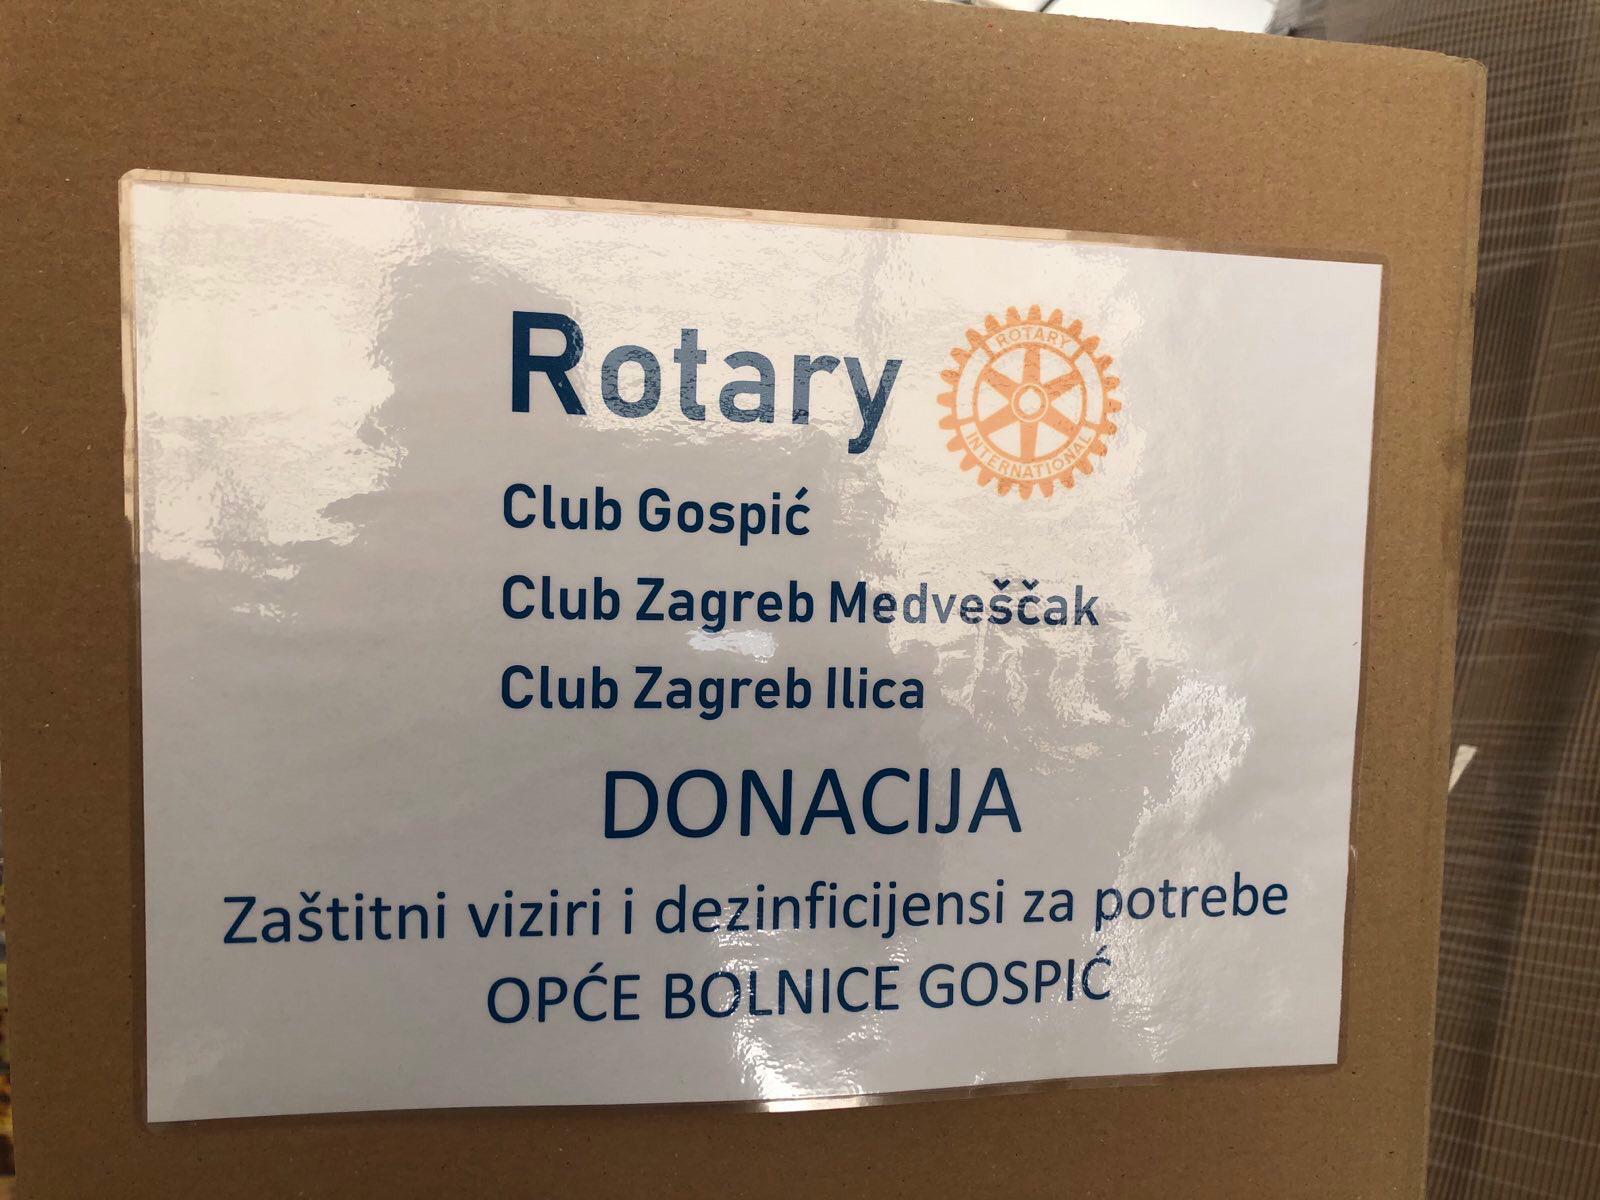 Rotary
ROTARY
INTERNATIONAL
Club Gospić
Club Zagreb Medveščak
Club Zagreb Ilica
DONACIJA
Zaštitni viziri i dezinficijensi za potrebe
OPĆE BOLNICE GOSPIĆ